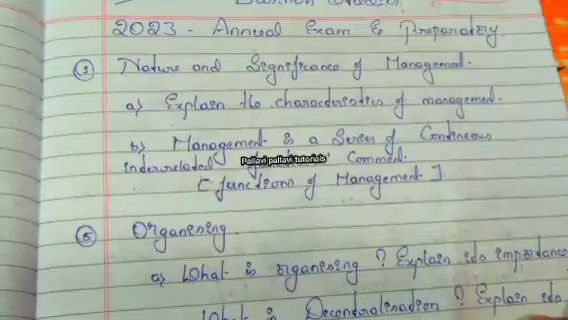 2023 - Annual Exam & Preparatory
① Nature and Significance of Management.
a) Explain the characteristics of management.
b) Management is a Series of Continuous
interrelated Comment.
Pallavi pallavi tutorials
[ functions of Management ]
⑤ Organising.
a) What is organising ? Explain its importance
What is Decentralisation ? Explain its